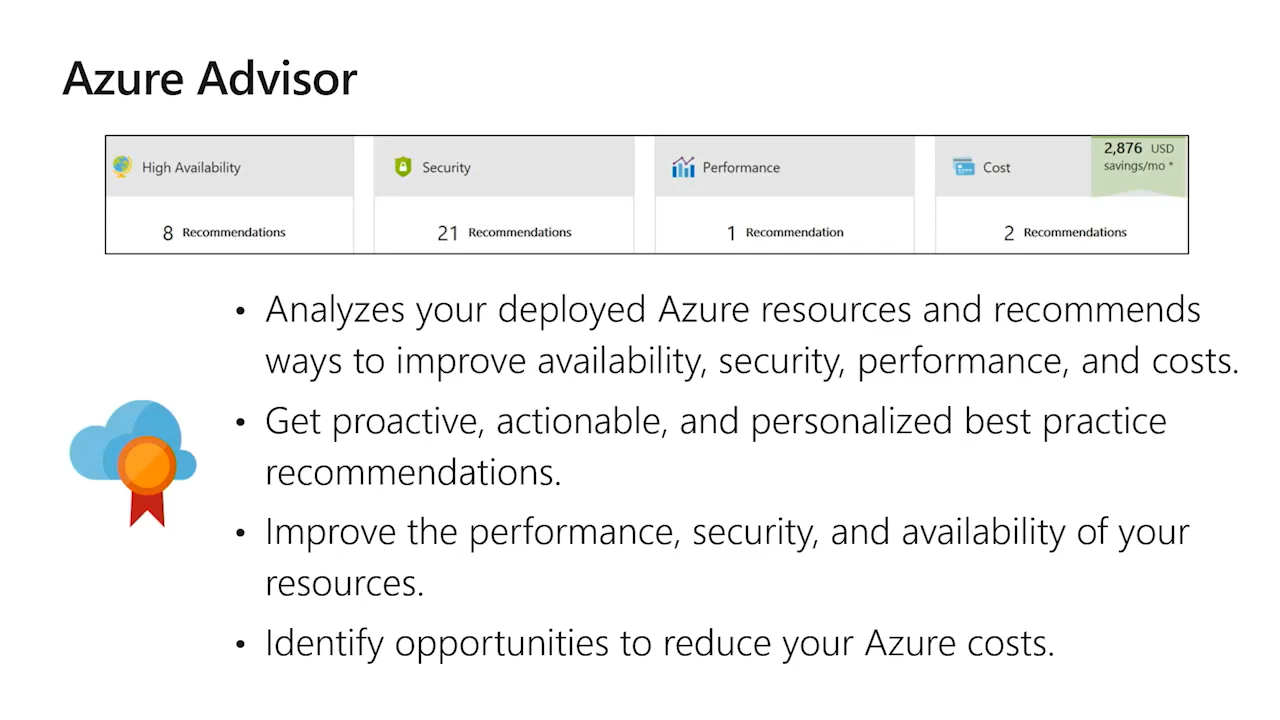 Azure Advisor
High Availability
8 Recommendations
Security
21 Recommendations
Performance
1 Recommendation
Cost
2,876 USD
savings/mo *
2 Recommendations
• Analyzes your deployed Azure resources and recommends
ways to improve availability, security, performance, and costs.
• Get proactive, actionable, and personalized best practice
recommendations.
• Improve the performance, security, and availability of your
resources.
• Identify opportunities to reduce your Azure costs.